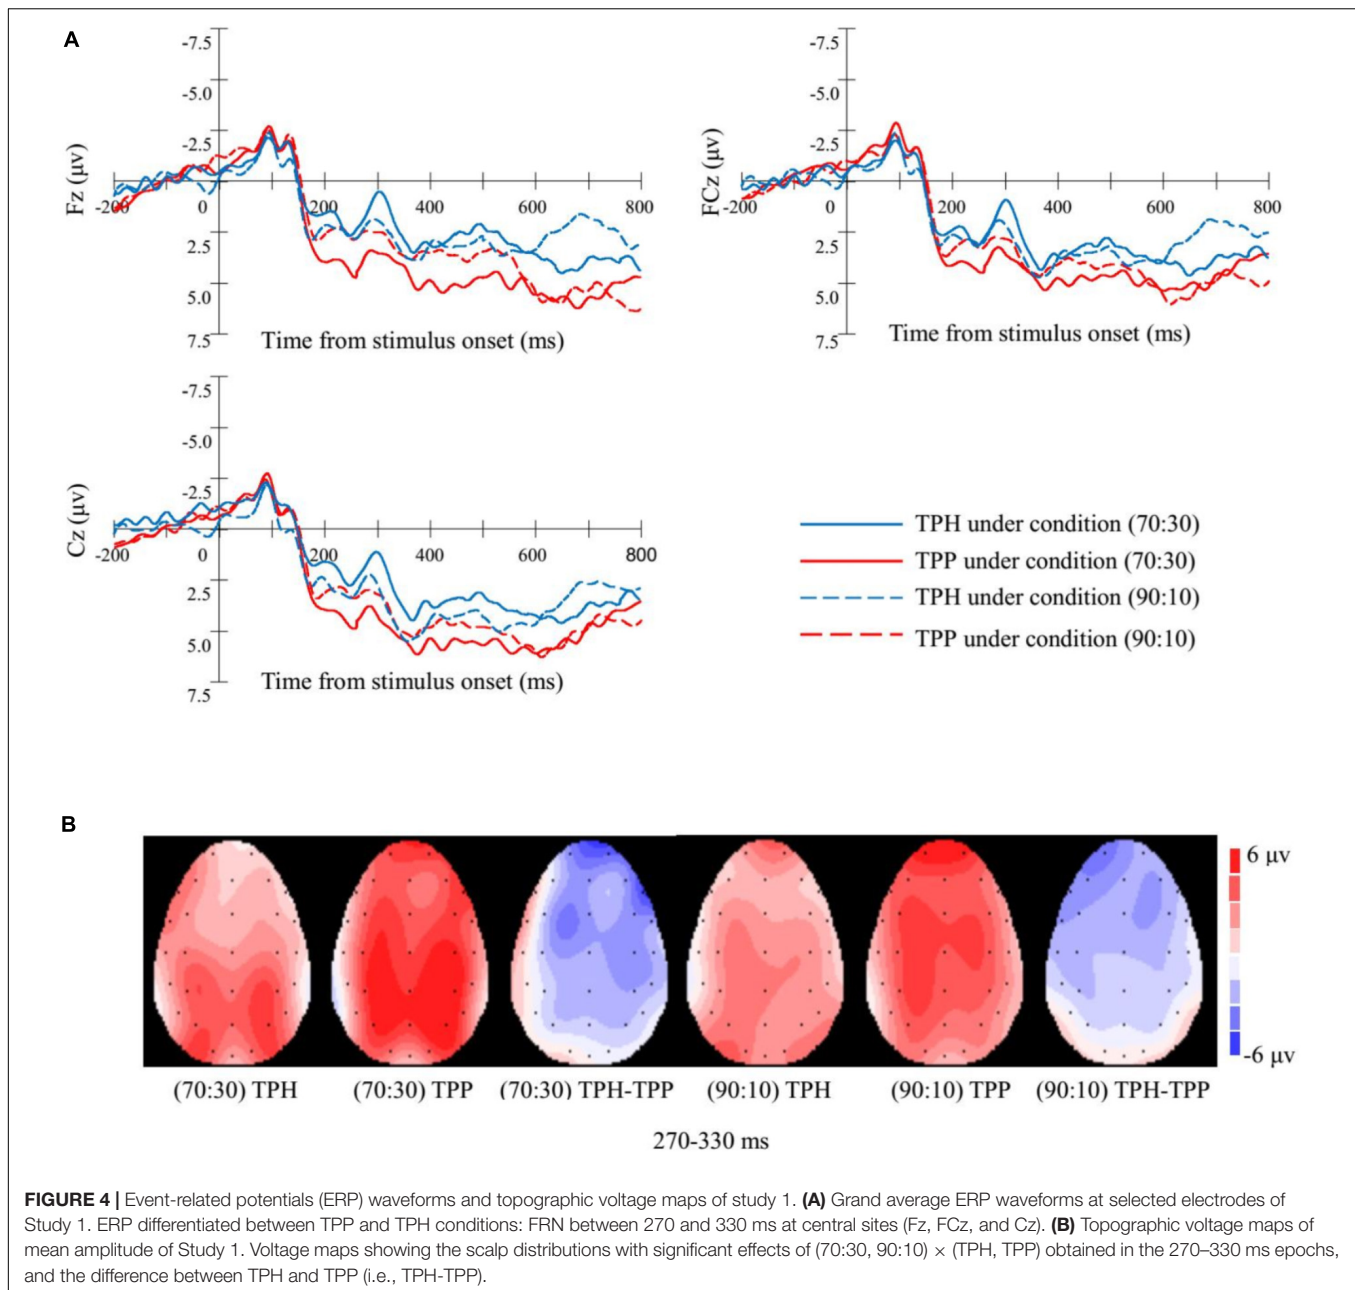 A
-7.5
-5.0
-2.5
Fz (μv)
-200
0
200
400
600
800
2.5
5.0
7.5
Time from stimulus onset (ms)
-7.5
-5.0
-2.5
FCz (μv)
-200
0
200
400
600
800
2.5
5.0
7.5
Time from stimulus onset (ms)
-7.5
-5.0
-2.5
Cz (μv)
-200
0
200
400
600
800
2.5
5.0
7.5
Time from stimulus onset (ms)
TPH under condition (70:30)
TPP under condition (70:30)
TPH under condition (90:10)
TPP under condition (90:10)
B
6 μv
-6 μv
(70:30) TPH
(70:30) TPP
(70:30) TPH-TPP
(90:10) TPH
(90:10) TPP
(90:10) TPH-TPP
270-330 ms
FIGURE 4 | Event-related potentials (ERP) waveforms and topographic voltage maps of study 1. (A) Grand average ERP waveforms at selected electrodes of
Study 1. ERP differentiated between TPP and TPH conditions: FRN between 270 and 330 ms at central sites (Fz, FCz, and Cz). (B) Topographic voltage maps of
mean amplitude of Study 1. Voltage maps showing the scalp distributions with significant effects of (70:30, 90:10) × (TPH, TPP) obtained in the 270–330 ms epochs,
and the difference between TPH and TPP (i.e., TPH-TPP).